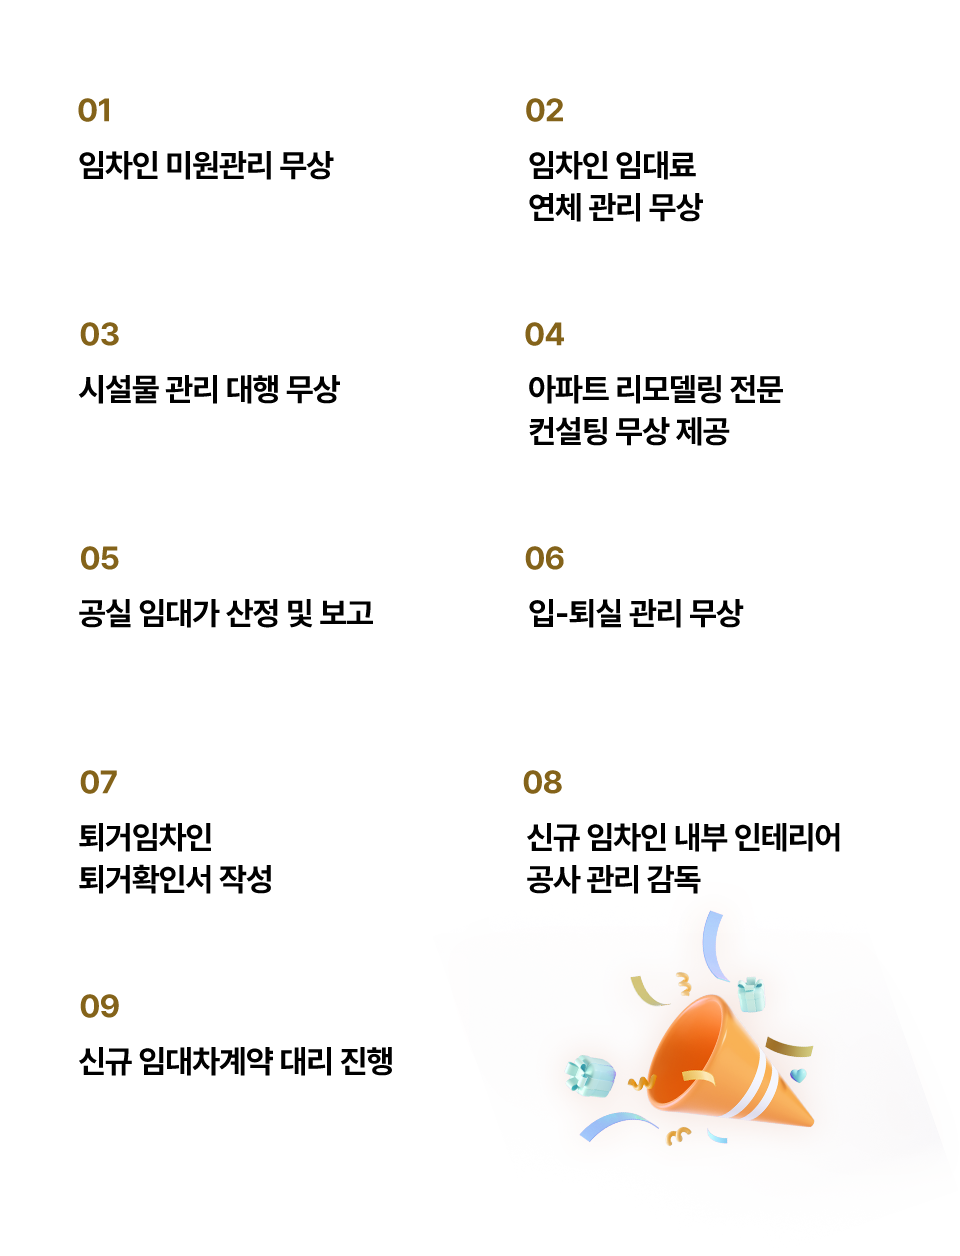 01
임차인 미원관리 무상
02
임차인 임대료
연체 관리 무상
03
시설물 관리 대행 무상
04
아파트 리모델링 전문
컨설팅 무상 제공
05
공실 임대가 산정 및 보고
06
입-퇴실 관리 무상
07
퇴거임차인
퇴거확인서 작성
08
신규 임차인 내부 인테리어
공사 관리 감독
09
신규 임대차계약 대리 진행